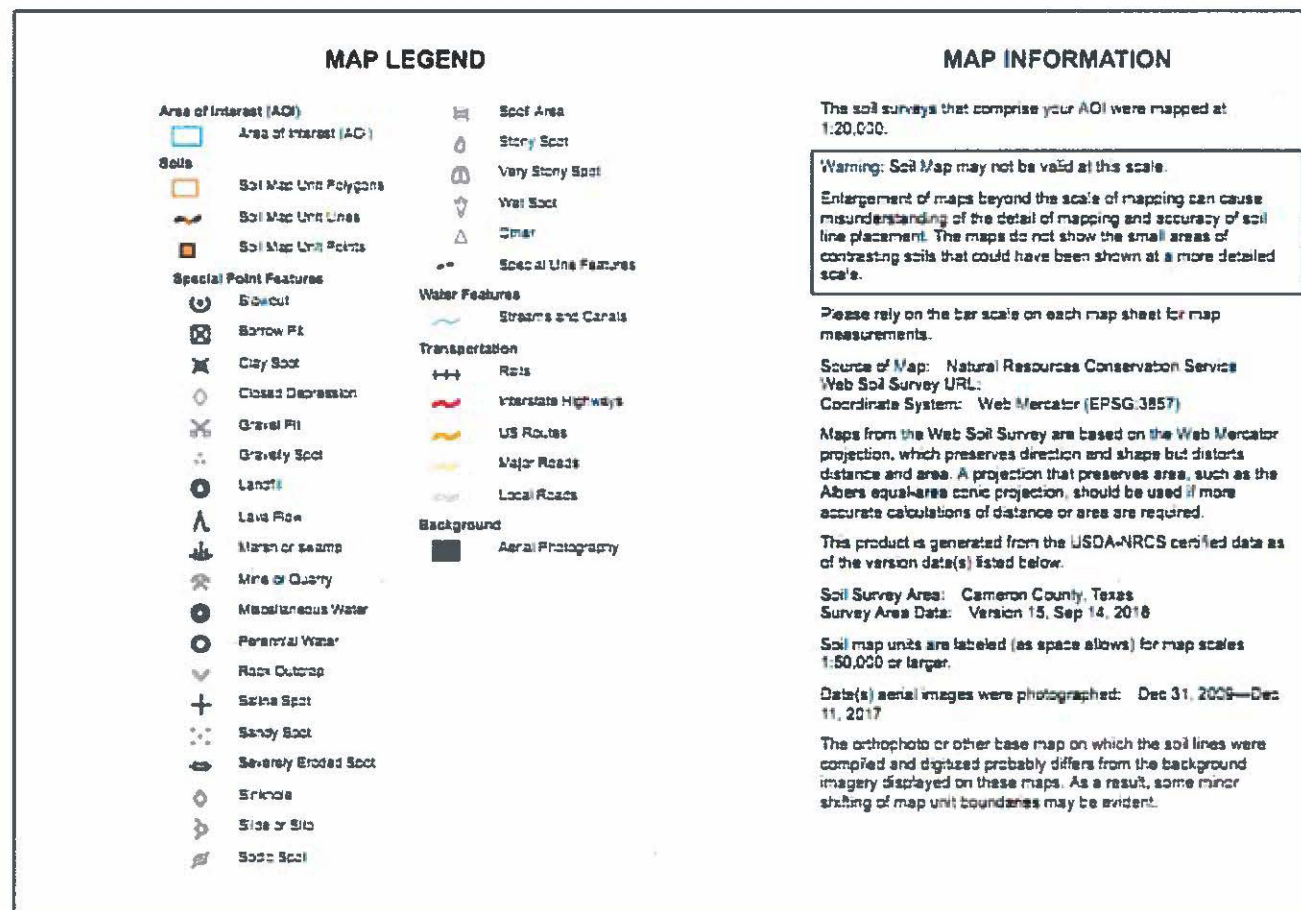 MAP LEGEND
Area of Interest (AOI)
Area of Interest (AOI)
Soils
Soil Map Unit Polygons
Soil Map Unit Lines
Soil Map Unit Points
Special Point Features
Blowout
Borrow Pit
Clay Spot
Closed Depression
Gravel Pit
Gravelly Spot
Landfill
Lava Flow
Marsh or swamp
Mine or Quarry
Miscellaneous Water
Perennial Water
Rock Outcrop
Saline Spot
Sandy Spot
Severely Eroded Spot
Sinkhole
Slide or Slip
Sodic Spot
Spoil Area
Stony Spot
Very Stony Spot
Wet Spot
Other
Special Line Features
Water Features
Streams and Canals
Transportation
Rails
Interstate Highways
US Routes
Major Roads
Local Roads
Background
Aerial Photography
MAP INFORMATION
The soil surveys that comprise your AOI were mapped at
1:20,000.
Warning: Soil Map may not be valid at this scale.
Enlargement of maps beyond the scale of mapping can cause
misunderstanding of the detail of mapping and accuracy of soil
line placement. The maps do not show the small areas of
contrasting soils that could have been shown at a more detailed
scale.
Please rely on the bar scale on each map sheet for map
measurements.
Source of Map: Natural Resources Conservation Service
Web Soil Survey URL:
Coordinate System: Web Mercator (EPSG:3857)
Maps from the Web Soil Survey are based on the Web Mercator
projection, which preserves direction and shape but distorts
distance and area. A projection that preserves area, such as the
Albers equal-area conic projection, should be used if more
accurate calculations of distance or area are required.
This product is generated from the USDA-NRCS certified data as
of the version date(s) listed below.
Soil Survey Area: Cameron County, Texas
Survey Area Data: Version 15, Sep 14, 2018
Soil map units are labeled (as space allows) for map scales
1:50,000 or larger.
Date(s) aerial images were photographed: Dec 31, 2009—Dec
11, 2017
The orthophoto or other base map on which the soil lines were
compiled and digitized probably differs from the background
imagery displayed on these maps. As a result, some minor
shifting of map unit boundaries may be evident.